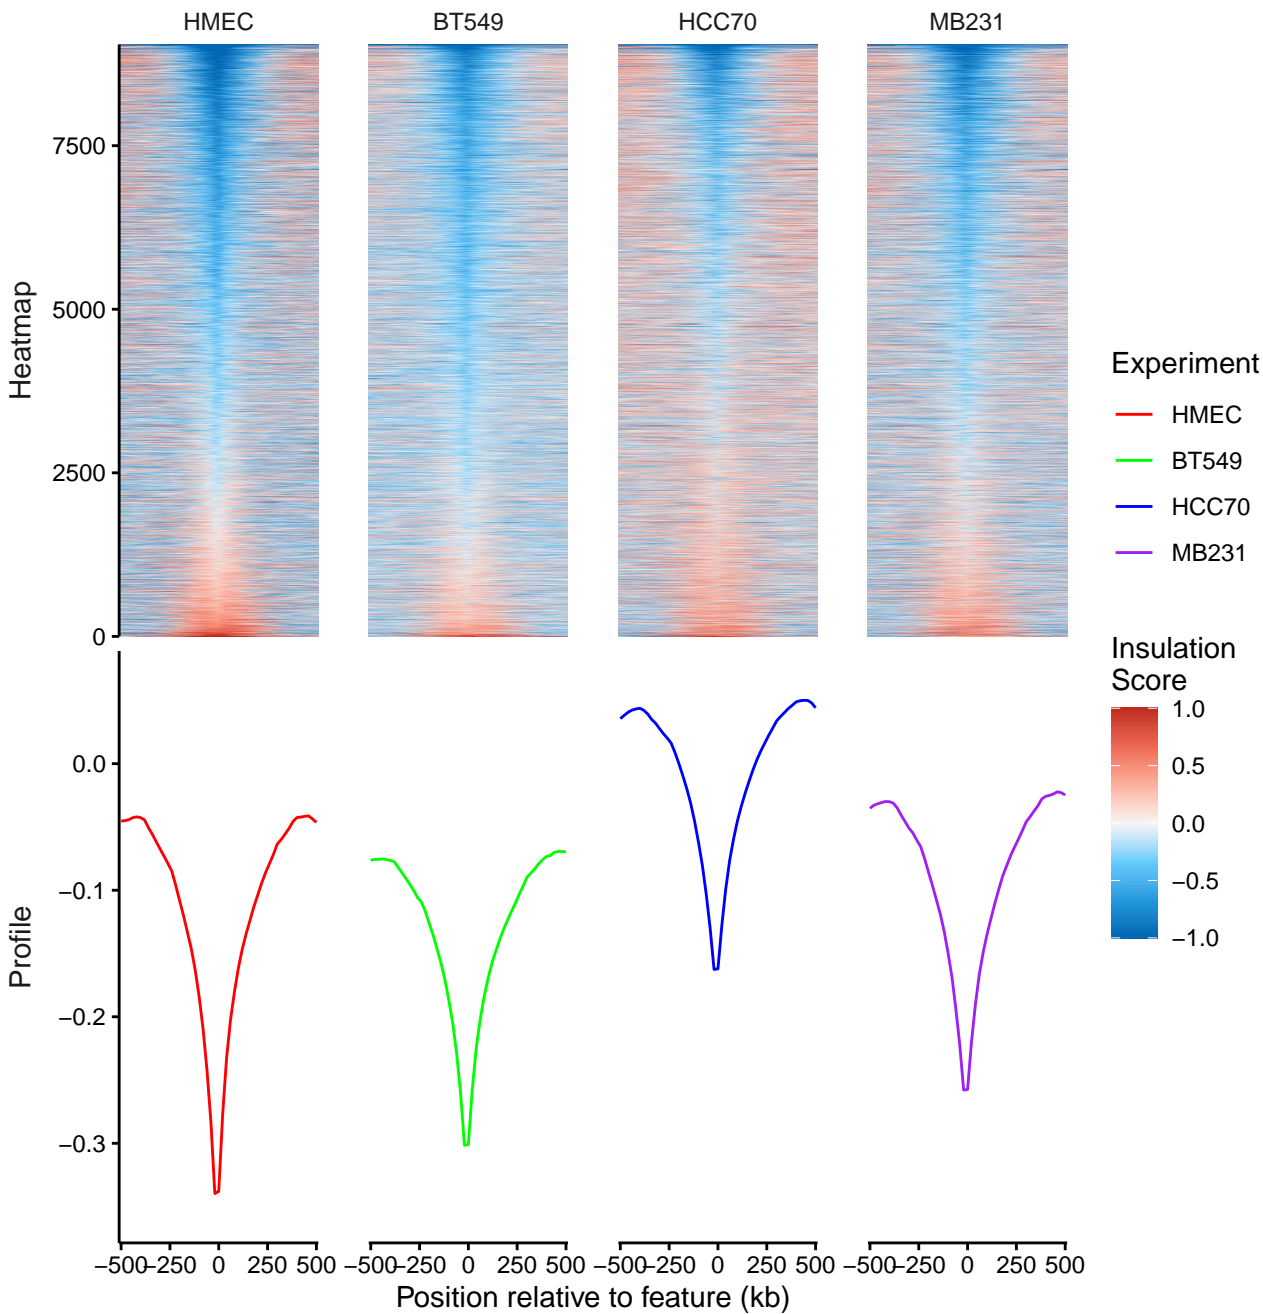 HMEC BT549 HCC70 MB231
Heatmap
7500
5000
2500
0
Profile
0.0
−0.1
−0.2
−0.3
−500 −250 0 250 500 −500 −250 0 250 500 −500 −250 0 250 500 −500 −250 0 250 500
Position relative to feature (kb)
Experiment
HMEC
BT549
HCC70
MB231
Insulation
Score
1.0
0.5
0.0
−0.5
−1.0